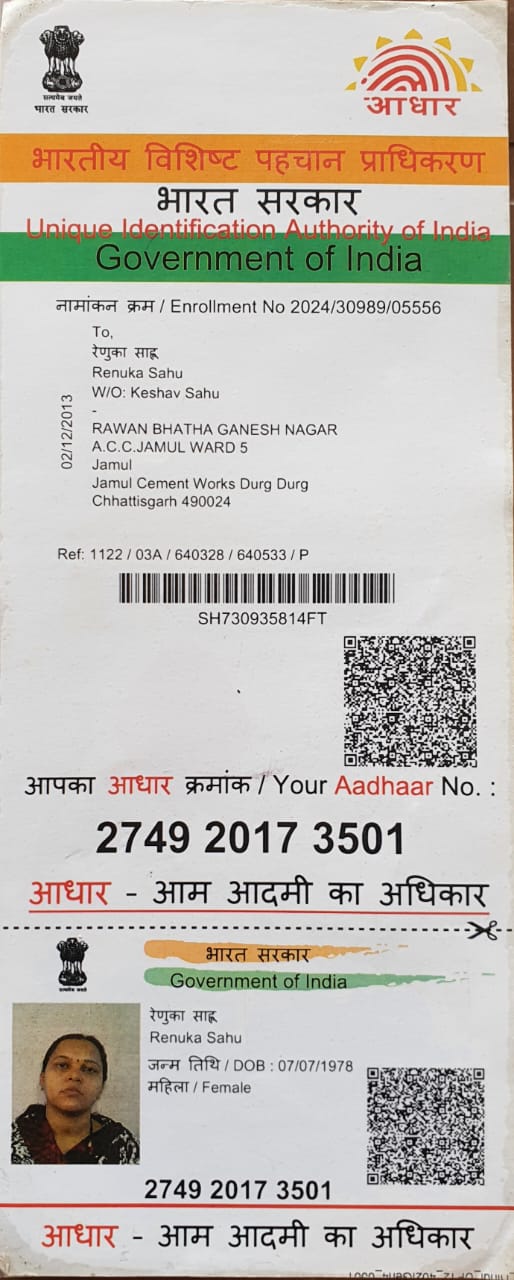 सत्यमेव जयते
भारत सरकार
आधार
भारतीय विशिष्ट पहचान प्राधिकरण
भारत सरकार
Unique Identification Authority of India
Government of India
नामांकन क्रम / Enrollment No 2024/30989/05556
To,
रेणुका साहू
Renuka Sahu
W/O: Keshav Sahu
-
RAWAN BHATHA GANESH NAGAR
A.C.C.JAMUL WARD 5
Jamul
Jamul Cement Works Durg Durg
Chhattisgarh 490024
02/12/2013
Ref: 1122 / 03A / 640328 / 640533 / P
SH730935814FT
आपका आधार क्रमांक / Your Aadhaar No. :
2749 2017 3501
आधार - आम आदमी का अधिकार
सत्यमेव जयते
भारत सरकार
Government of India
रेणुका साहू
Renuka Sahu
जन्म तिथि / DOB : 07/07/1978
महिला / Female
2749 2017 3501
आधार - आम आदमी का अधिकार